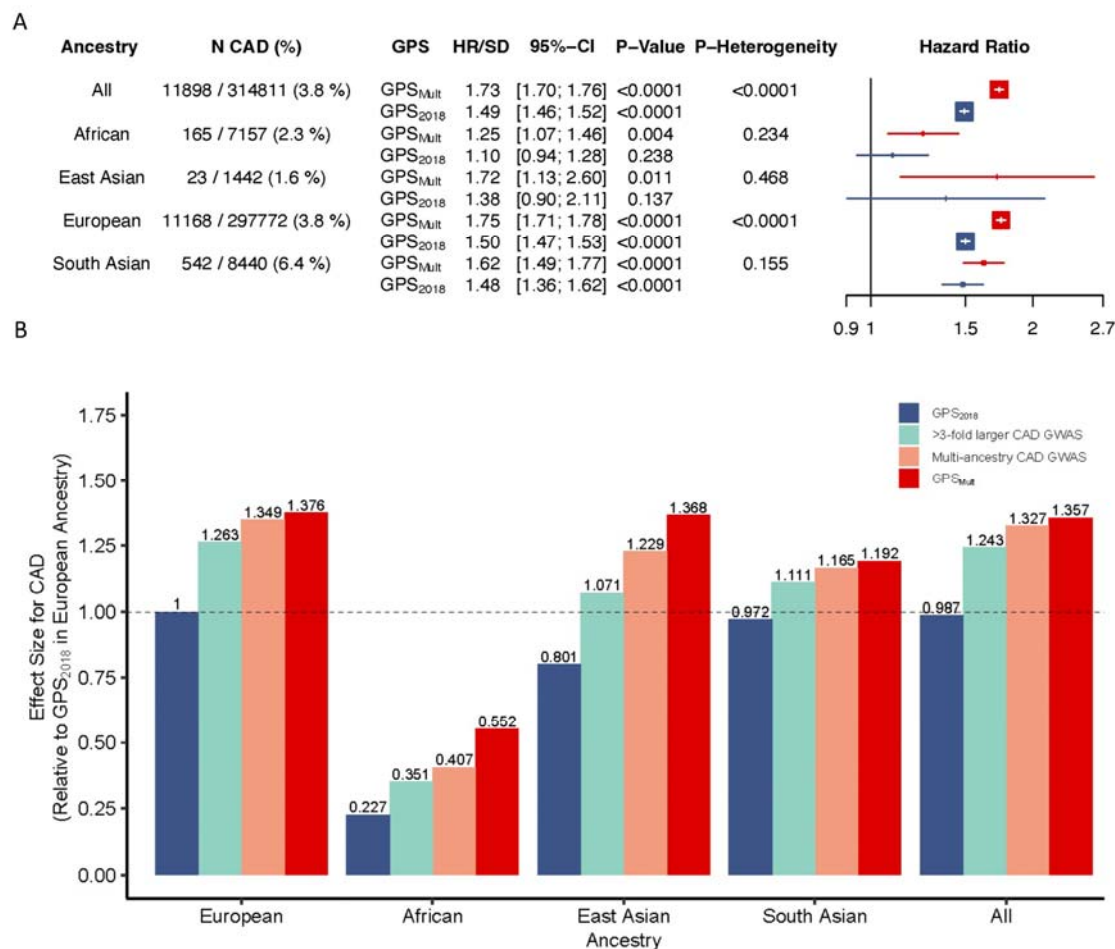 A
Ancestry N CAD (%) GPS HR/SD 95%−CI P−Value P−Heterogeneity Hazard Ratio
All 11898 / 314811 (3.8 %) GPSMult 1.73 [1.70; 1.76] <0.0001 <0.0001
GPS2018 1.49 [1.46; 1.52] <0.0001
African 165 / 7157 (2.3 %) GPSMult 1.25 [1.07; 1.46] 0.004 0.234
GPS2018 1.10 [0.94; 1.28] 0.238
East Asian 23 / 1442 (1.6 %) GPSMult 1.72 [1.13; 2.60] 0.011 0.468
GPS2018 1.38 [0.90; 2.11] 0.137
European 11168 / 297772 (3.8 %) GPSMult 1.75 [1.71; 1.78] <0.0001 <0.0001
GPS2018 1.50 [1.47; 1.53] <0.0001
South Asian 542 / 8440 (6.4 %) GPSMult 1.62 [1.49; 1.77] <0.0001 0.155
GPS2018 1.48 [1.36; 1.62] <0.0001
0.9 1 1.5 2 2.7
B
Effect Size for CAD
(Relative to GPS2018 in European Ancestry)
1.75
1.50
1.25
1.00
0.75
0.50
0.25
0.00
GPS2018
>3-fold larger CAD GWAS
Multi-ancestry CAD GWAS
GPSMult
1 1.263 1.349 1.376
0.227 0.351 0.407 0.552
0.801 1.071 1.229 1.368
0.972 1.111 1.165 1.192
0.987 1.243 1.327 1.357
European African East Asian South Asian All
Ancestry